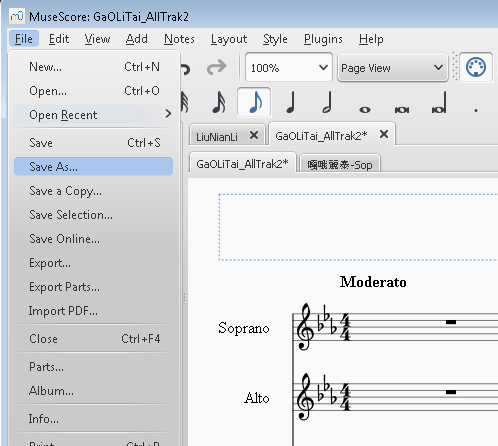 MuseScore: GaOLiTai_AllTrak2
File Edit View Add Notes Layout Style Plugins Help
100% Page View
New... Ctrl+N
Open... Ctrl+O
Open Recent
Save Ctrl+S
Save As...
Save a Copy...
Save Selection...
Save Online...
Export...
Export Parts...
Import PDF...
Close Ctrl+F4
Parts...
Album...
Info...
Print Ctrl+P
LiuNianLi GaOLiTai_AllTrak2*
GaOLiTai_AllTrak2* 嘎哦麗泰-Sop
Moderato
Soprano
Alto